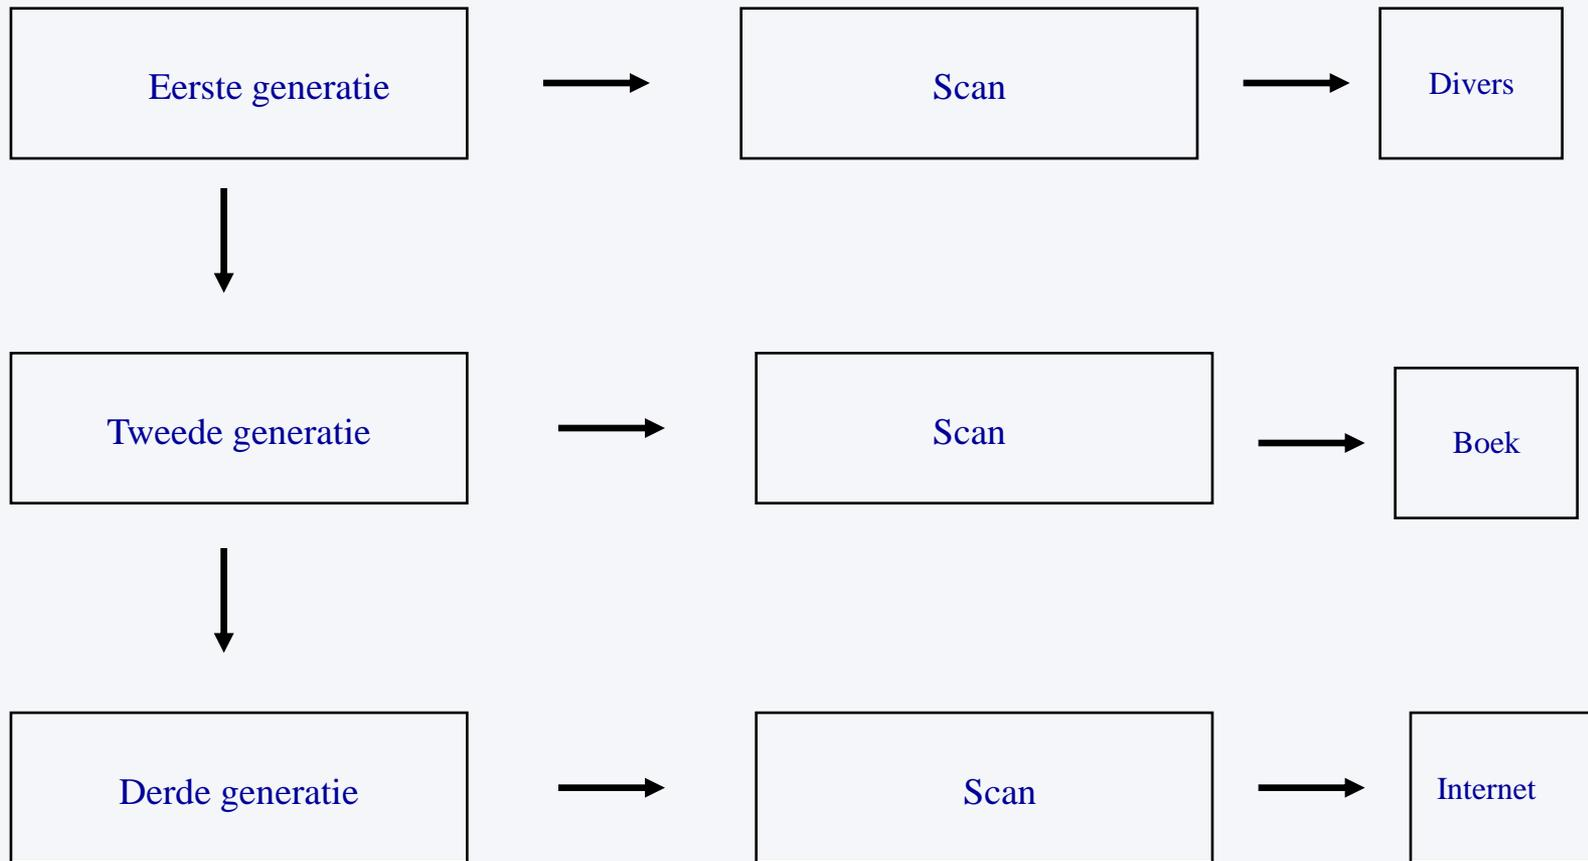 Eerste generatie
Scan
Divers
Tweede generatie
Scan
Boek
Derde generatie
Scan
Internet